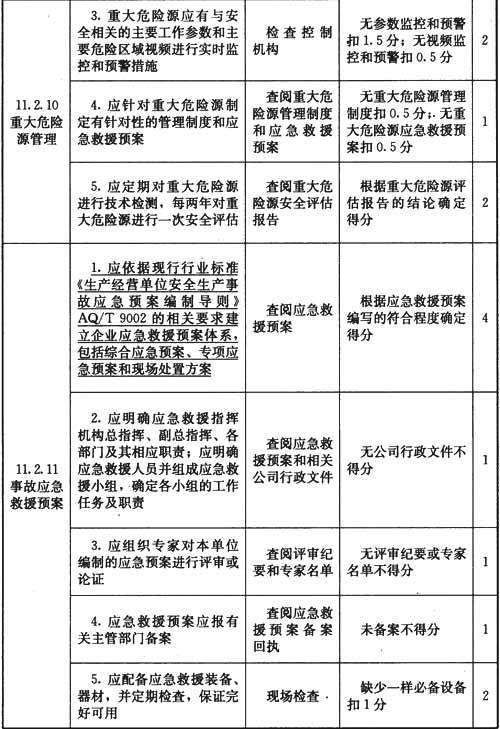 11.2.10
重大危险
源管理
3. 重大危险源应有与安
全相关的主要工作参数和主
要危险区域视频进行实时监
控和预警措施
检查控制
机构
无参数监控和预警
扣1.5分；无视频监
控和预警扣0.5分
2
4. 应针对重大危险源制
定有针对性的管理制度和应
急救援预案
查阅重大危
险源管理制度
和应急救援
预案
无重大危险源管理
制度扣0.5分；无重
大危险源应急救援预
案扣0.5分
1
5. 应定期对重大危险源
进行技术检测，每两年对重
大危险源进行一次安全评估
查阅重大危
险源安全评估
报告
根据重大危险源评
估报告的结论确定
得分
2
11.2.11
事故应急
救援预案
1. 应依据现行行业标准
《生产经营单位安全生产事
故应急预案编制导则》
AQ/T 9002的相关要求建
立企业应急救援预案体系，
包括综合应急预案、专项应
急预案和现场处置方案
查阅应急救
援预案
根据应急救援预案
编写的符合程度确定
得分
4
2. 应明确应急救援指挥
机构总指挥、副总指挥、各
部门及其相应职责；应明确
应急救援人员并组成应急救
援小组，确定各小组的工作
任务及职责
查阅应急救
援预案和相关
公司行政文件
无公司行政文件不
得分
1
3. 应组织专家对本单位
编制的应急预案进行评审或
论证
查阅评审纪
要和专家名单
无评审纪要或专家
名单不得分
1
4. 应急救援预案应报有
关主管部门备案
查阅应急救
援预案备案
回执
未备案不得分
1
5. 应配备应急救援装备、
器材，并定期检查，保证完
好可用
现场检查
缺少一样必备设备
扣1分
2